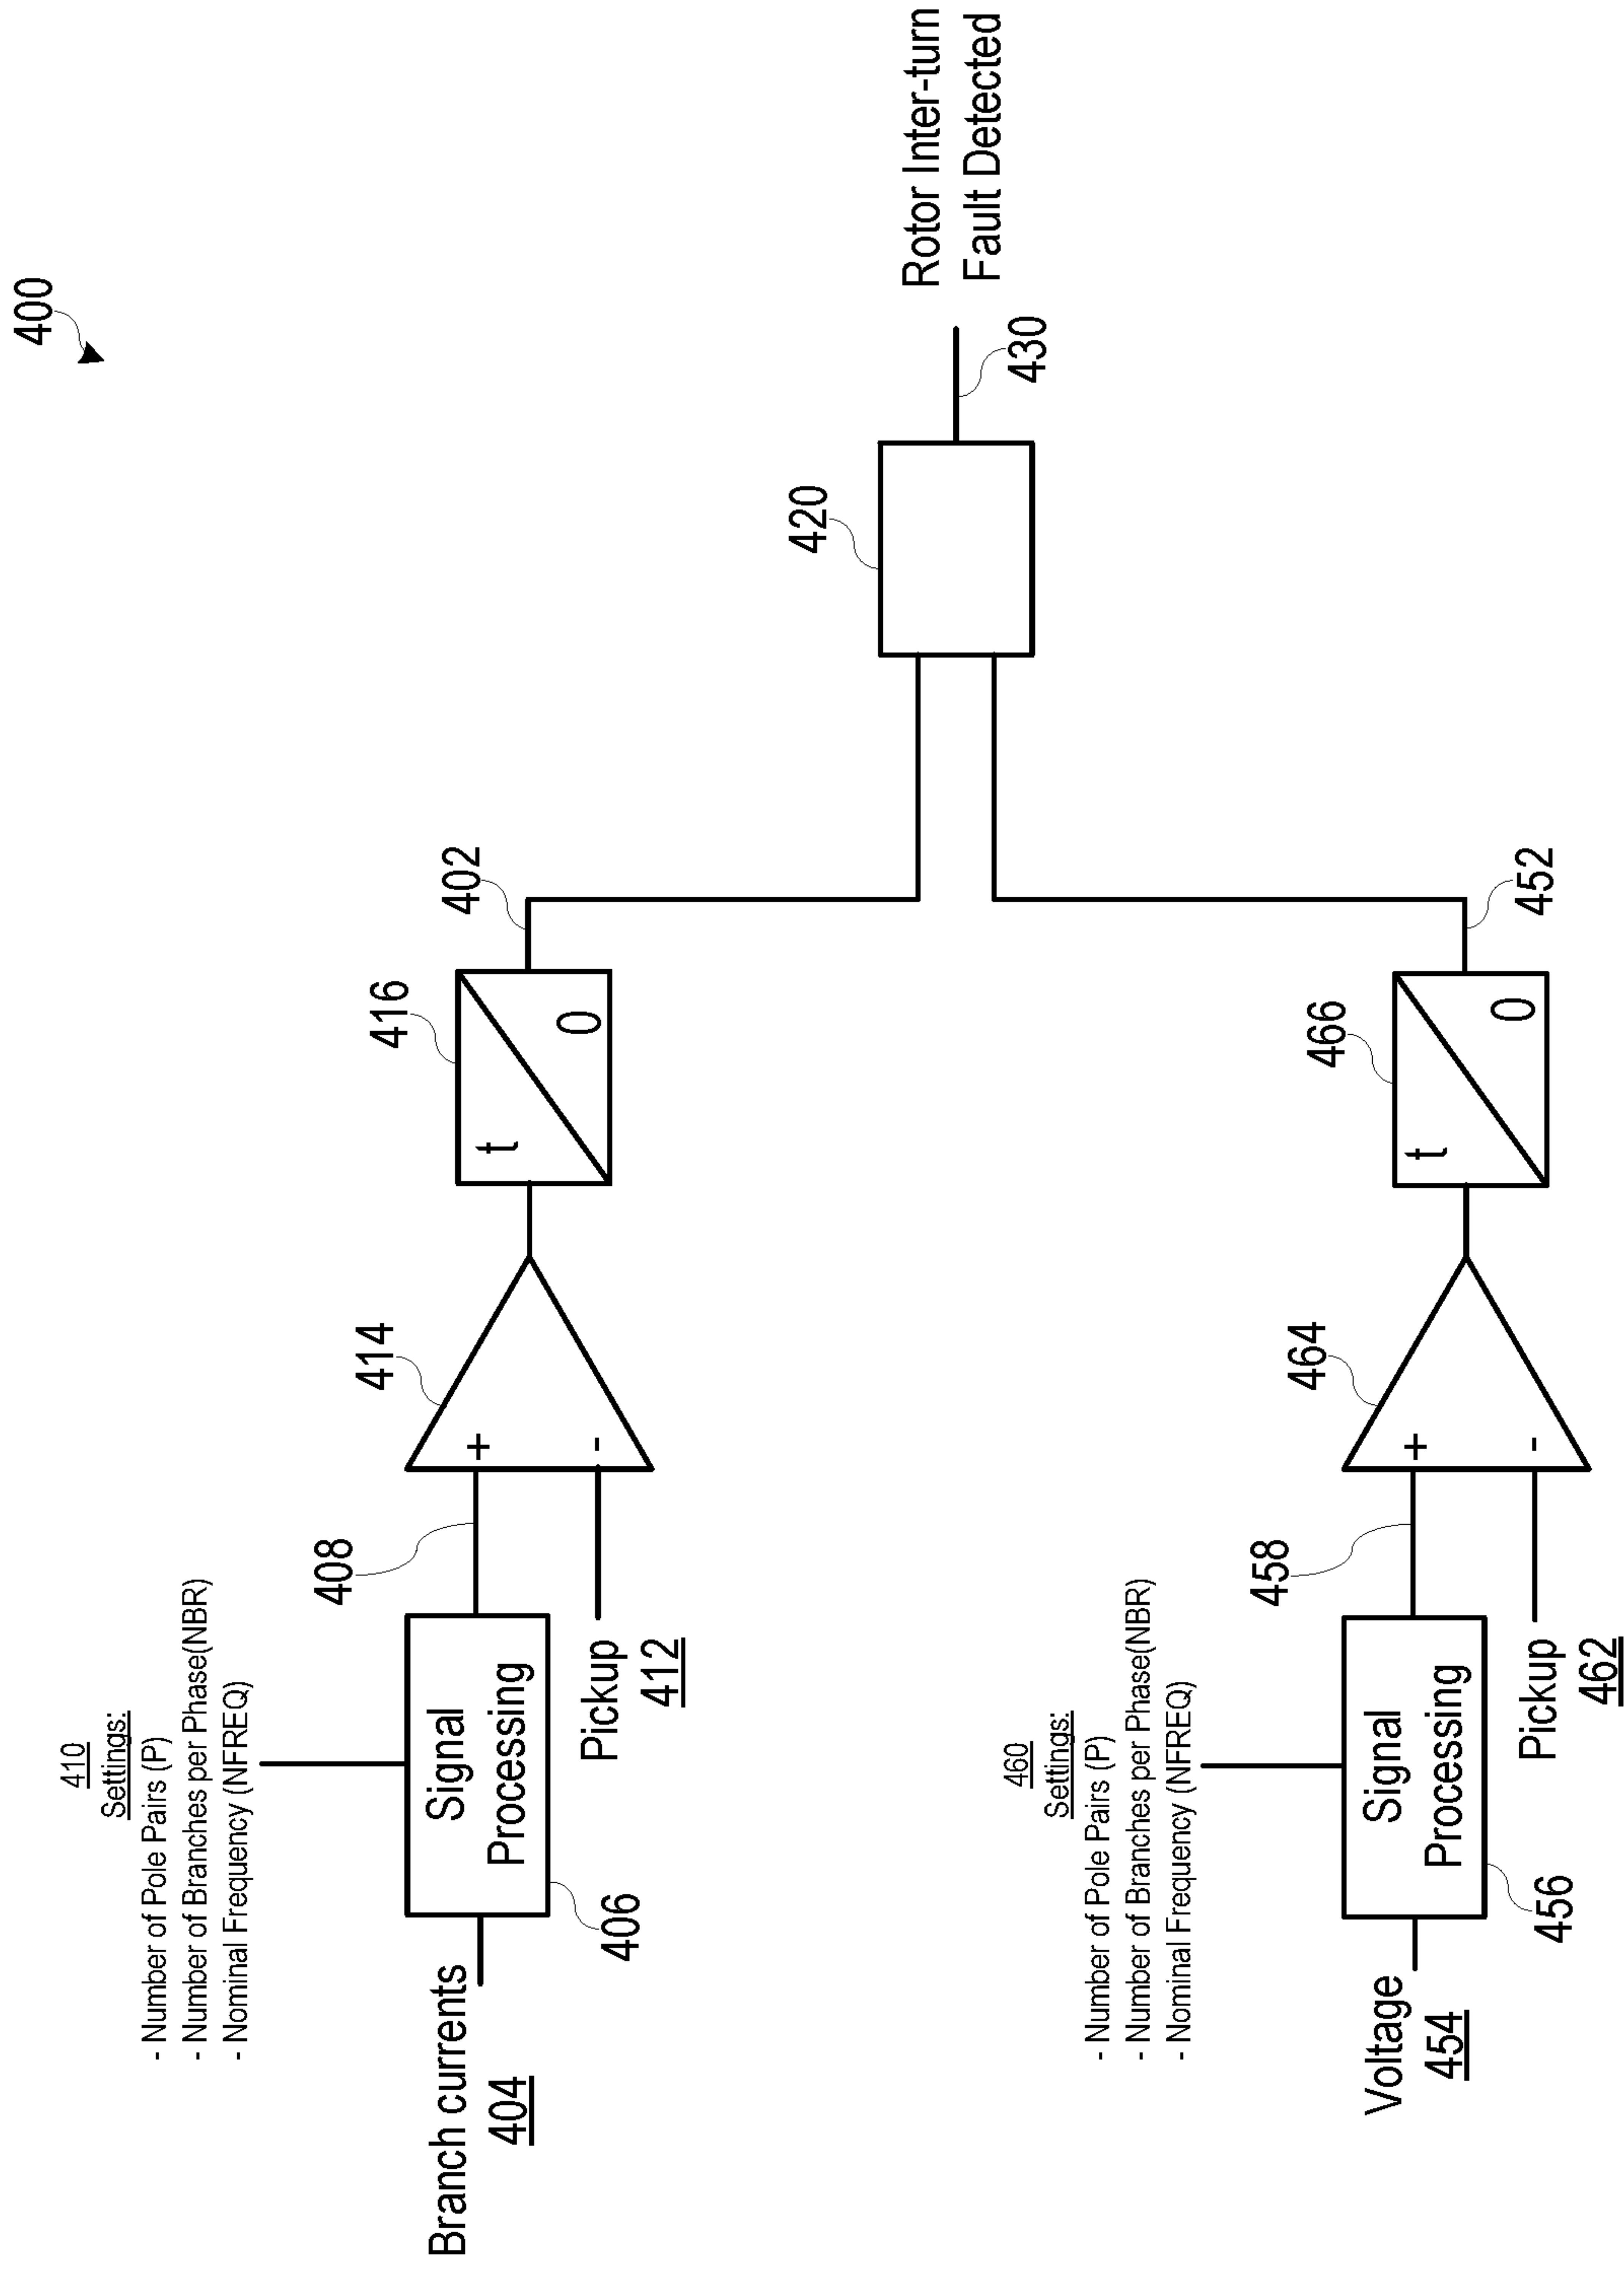 400
410
Settings:
- Number of Pole Pairs (P)
- Number of Branches per Phase(NBR)
- Nominal Frequency (NFREQ)
Branch currents
404
Signal
Processing
406
408
Pickup
412
+
-
414
t
0
416
402
420
Rotor Inter-turn
Fault Detected
430
460
Settings:
- Number of Pole Pairs (P)
- Number of Branches per Phase(NBR)
- Nominal Frequency (NFREQ)
Voltage
454
Signal
Processing
456
458
Pickup
462
+
-
464
t
0
466
452